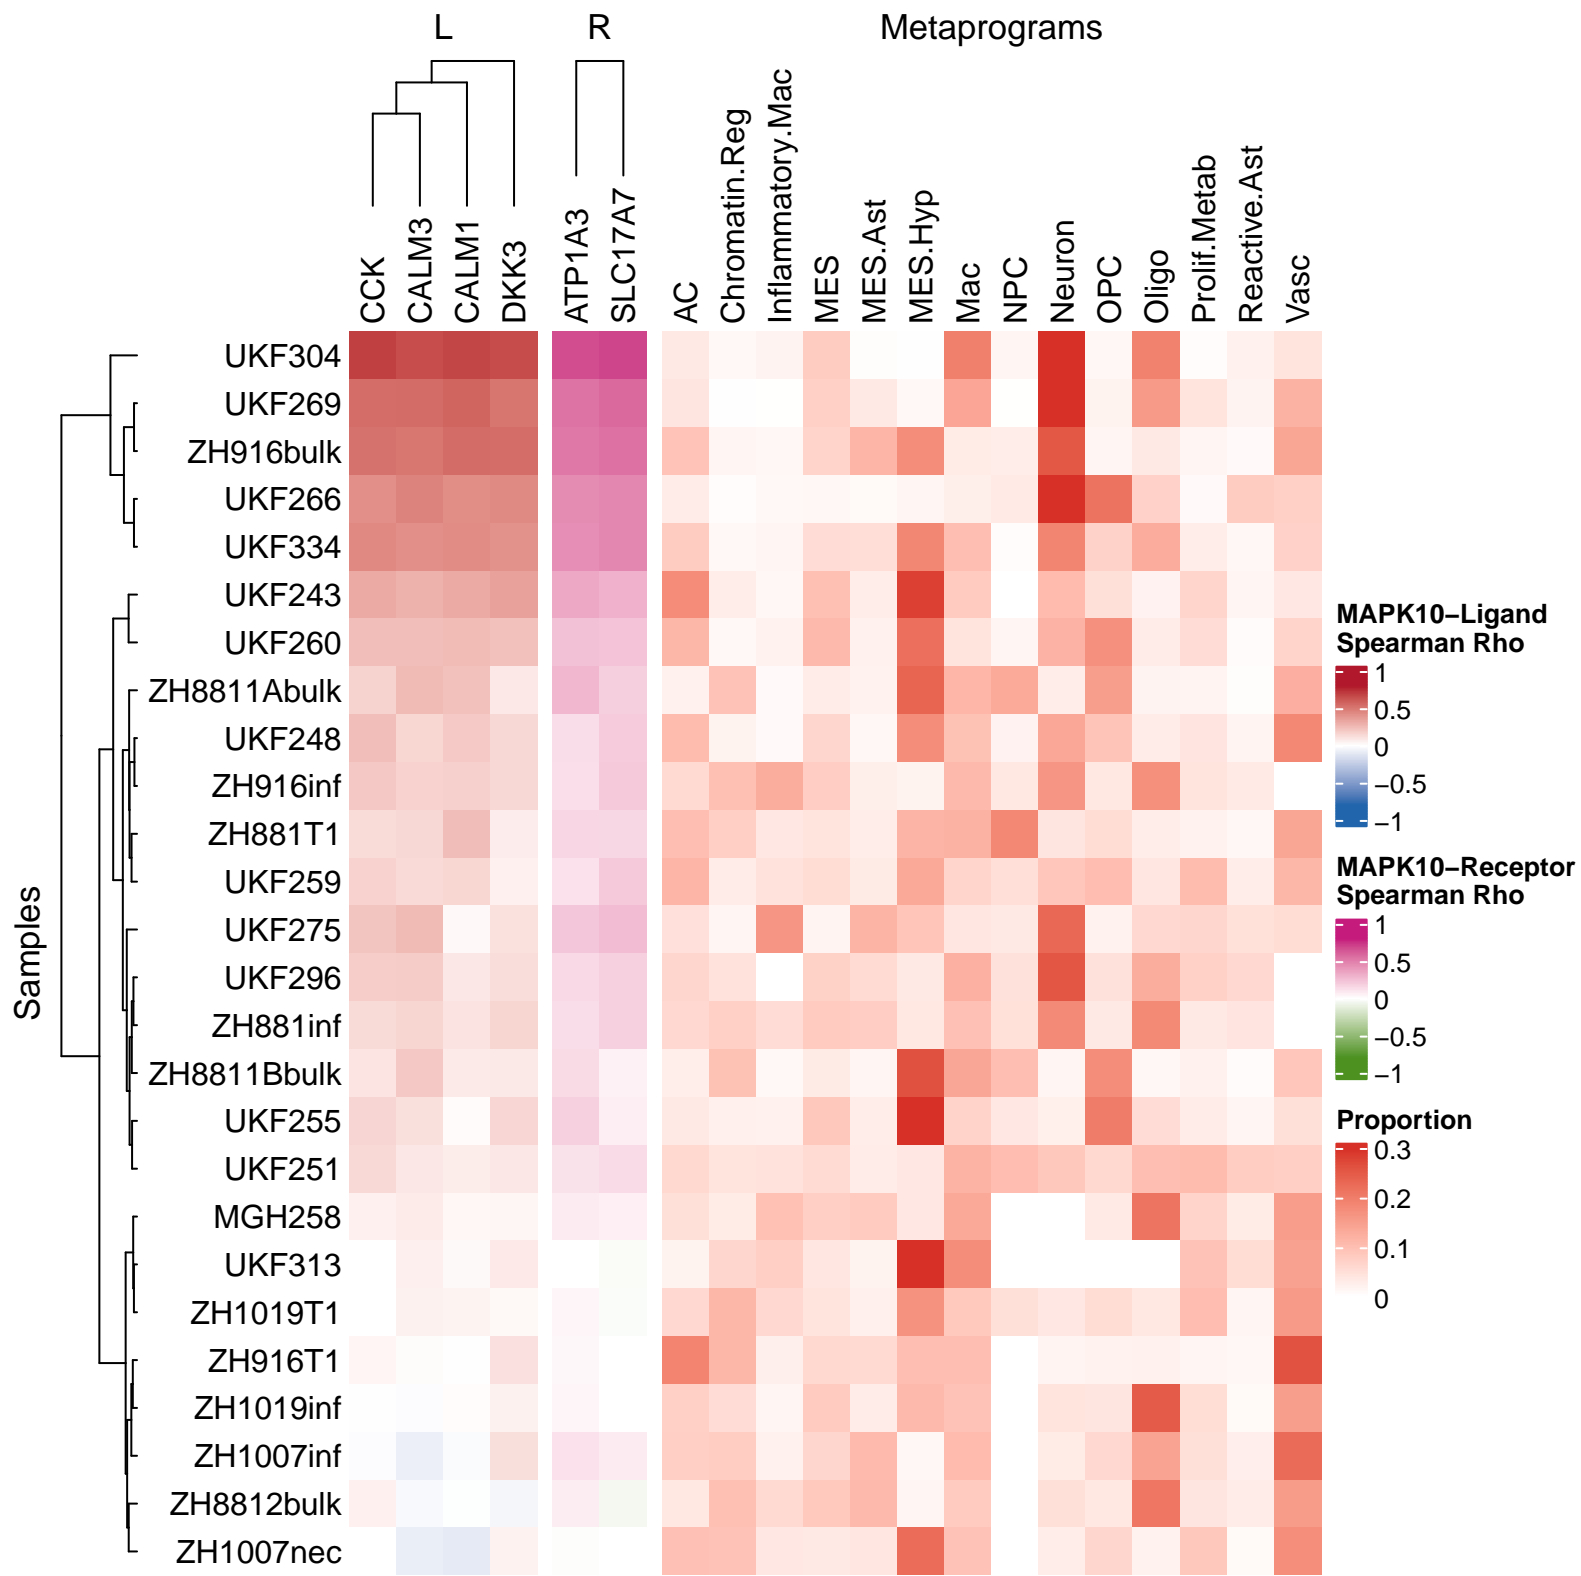 L
R
Metaprograms
CCK
CALM3
CALM1
DKK3
ATP1A3
SLC17A7
AC
Chromatin.Reg
Inflammatory.Mac
MES
MES.Ast
MES.Hyp
Mac
NPC
Neuron
OPC
Oligo
Prolif.Metab
Reactive.Ast
Vasc
Samples
UKF304
UKF269
ZH916bulk
UKF266
UKF334
UKF243
UKF260
ZH8811Abulk
UKF248
ZH916inf
ZH881T1
UKF259
UKF275
UKF296
ZH881inf
ZH8811Bbulk
UKF255
UKF251
MGH258
UKF313
ZH1019T1
ZH916T1
ZH1019inf
ZH1007inf
ZH8812bulk
ZH1007nec
MAPK10−Ligand
Spearman Rho
1
0.5
0
−0.5
−1
MAPK10−Receptor
Spearman Rho
1
0.5
0
−0.5
−1
Proportion
0.3
0.2
0.1
0